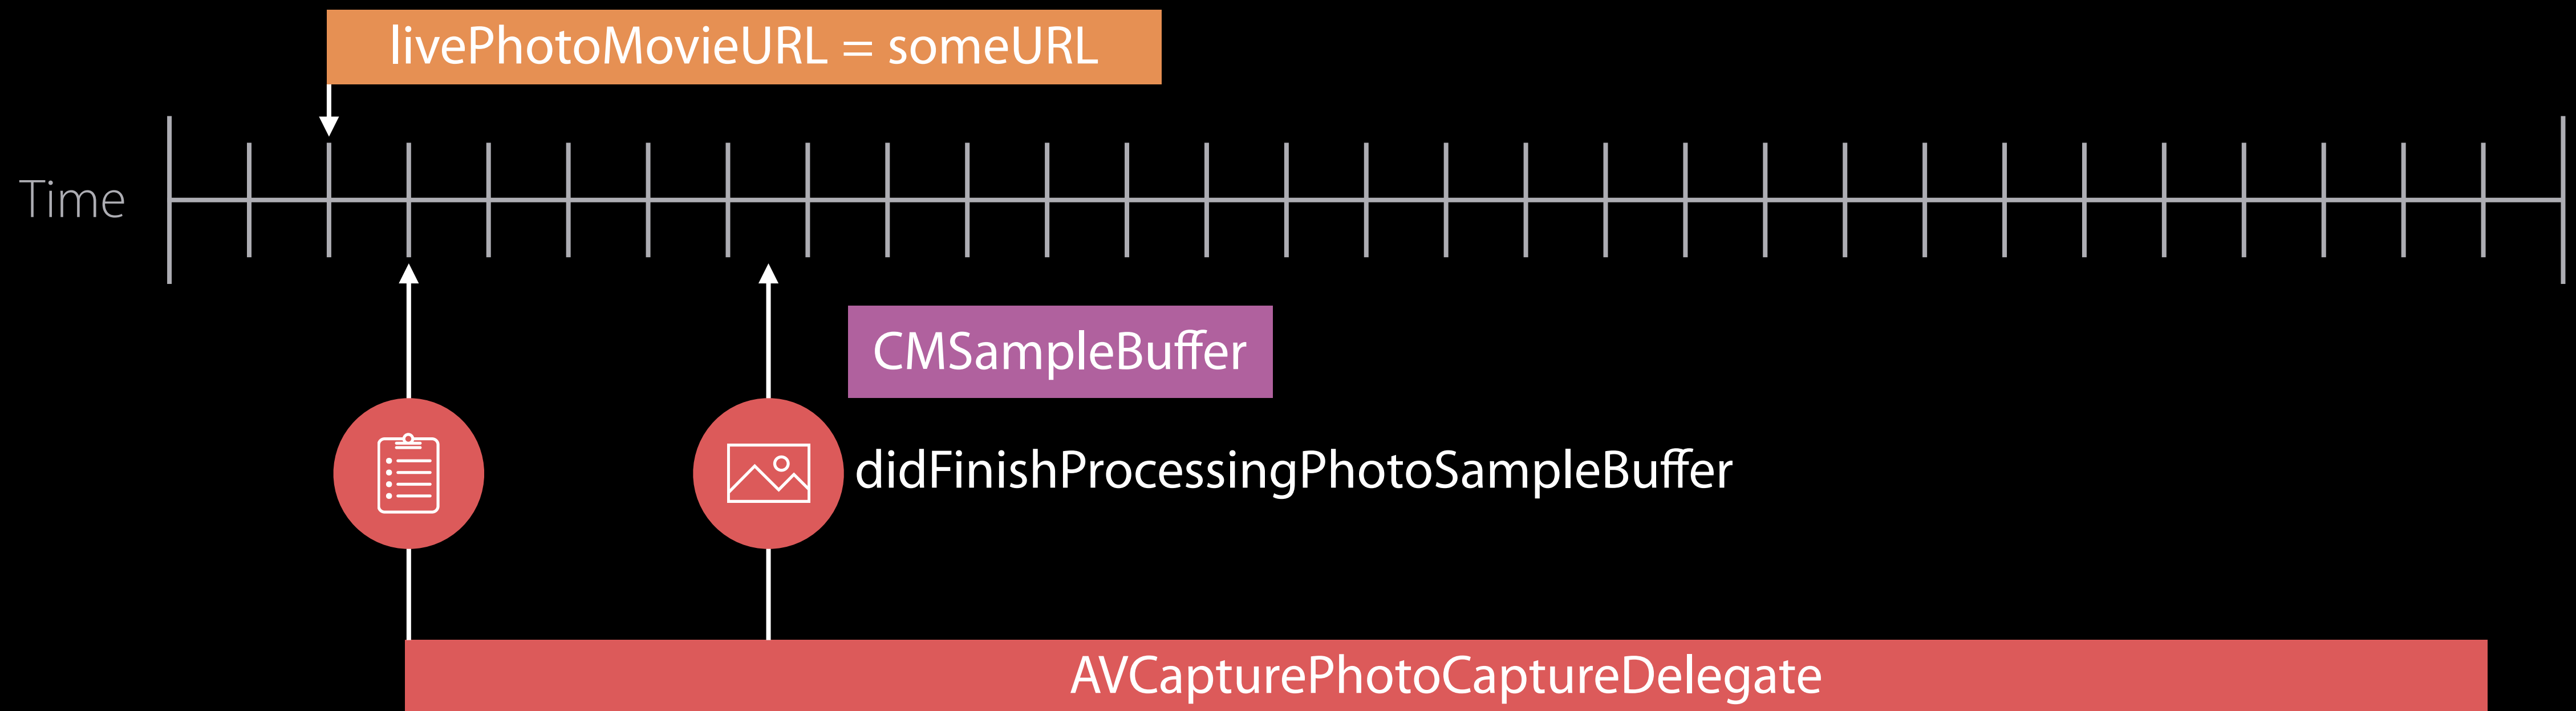 livePhotoMovieURL = someURL
Time
CMSampleBuffer
didFinishProcessingPhotoSampleBuffer
AVCapturePhotoCaptureDelegate